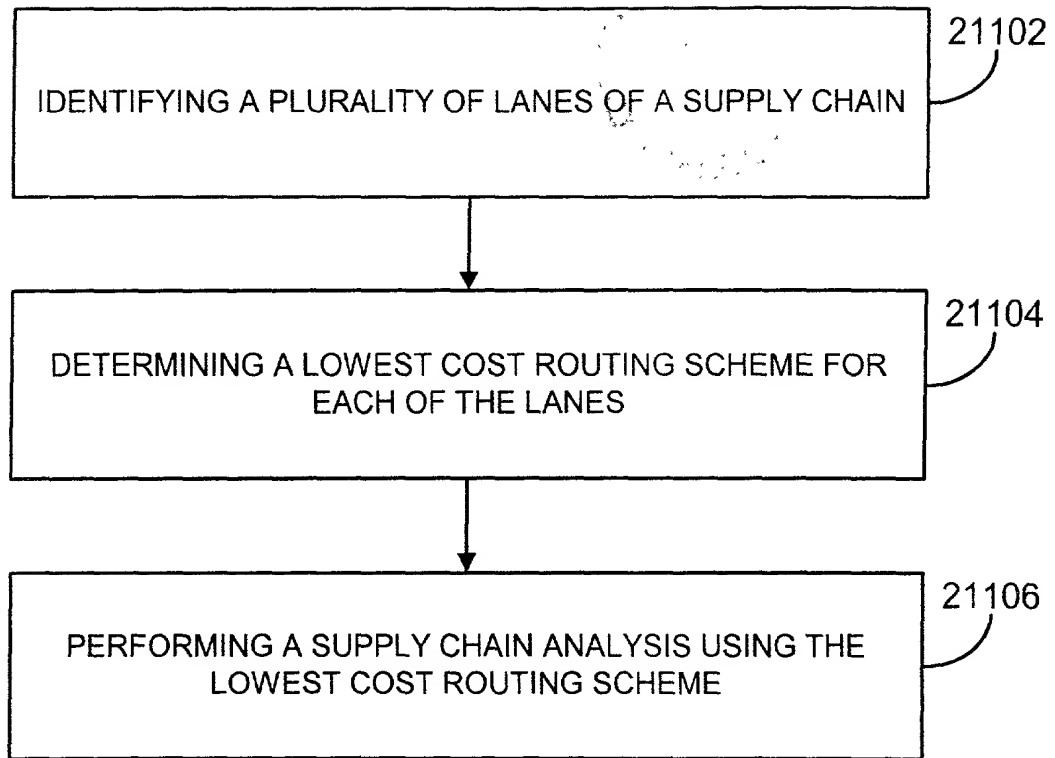 21102
IDENTIFYING A PLURALITY OF LANES OF A SUPPLY CHAIN
21104
DETERMINING A LOWEST COST ROUTING SCHEME FOR
EACH OF THE LANES
21106
PERFORMING A SUPPLY CHAIN ANALYSIS USING THE
LOWEST COST ROUTING SCHEME